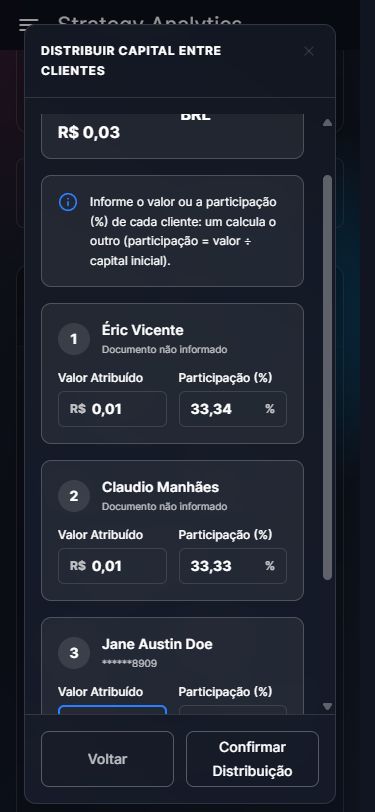 Strategy Analytics
DISTRIBUIR CAPITAL ENTRE
CLIENTES
BRL
R$ 0,03
Informe o valor ou a participação
(%) de cada cliente: um calcula o
outro (participação = valor ÷
capital inicial).
1
Éric Vicente
Documento não informado
Valor Atribuído Participação (%)
R$ 0,01 33,34 %
2
Claudio Manhães
Documento não informado
Valor Atribuído Participação (%)
R$ 0,01 33,33 %
3
Jane Austin Doe
******8909
Valor Atribuído Participação (%)
Voltar
Confirmar
Distribuição